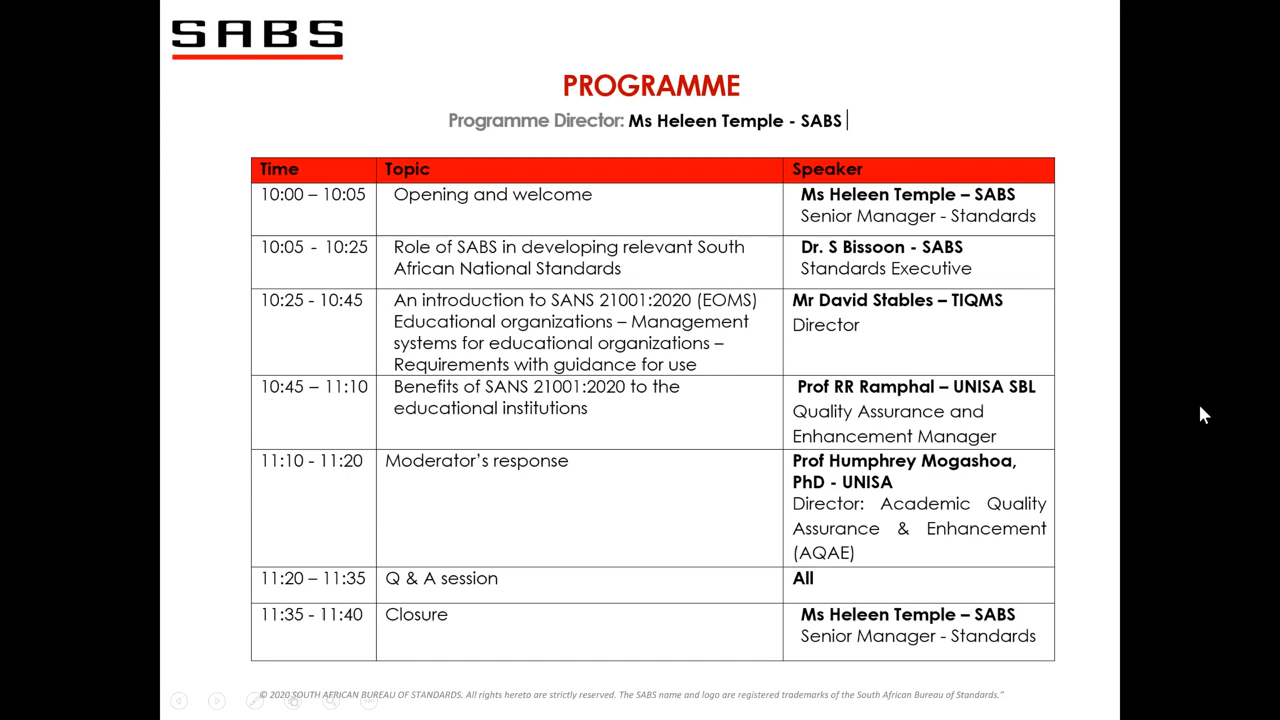 SABS
PROGRAMME
Programme Director: Ms Heleen Temple - SABS
Time Topic Speaker
10:00 – 10:05 Opening and welcome Ms Heleen Temple – SABS
Senior Manager - Standards
10:05 - 10:25 Role of SABS in developing relevant South Dr. S Bissoon - SABS
African National Standards Standards Executive
10:25 - 10:45 An introduction to SANS 21001:2020 (EOMS) Mr David Stables – TIQMS
Educational organizations – Management Director
systems for educational organizations –
Requirements with guidance for use
10:45 – 11:10 Benefits of SANS 21001:2020 to the Prof RR Ramphal – UNISA SBL
educational institutions Quality Assurance and
Enhancement Manager
11:10 - 11:20 Moderator’s response Prof Humphrey Mogashoa,
PhD - UNISA
Director: Academic Quality
Assurance & Enhancement
(AQAE)
11:20 – 11:35 Q & A session All
11:35 - 11:40 Closure Ms Heleen Temple – SABS
Senior Manager - Standards
© 2020 SOUTH AFRICAN BUREAU OF STANDARDS. All rights hereto are strictly reserved. The SABS name and logo are registered trademarks of the South African Bureau of Standards.”